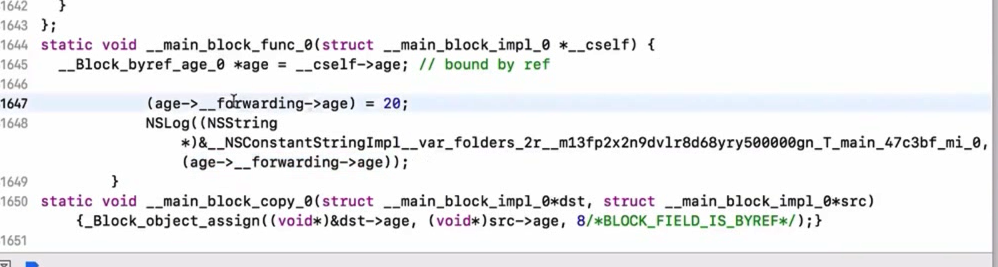 1642 }
1643 };
1644 static void __main_block_func_0(struct __main_block_impl_0 *__cself) {
1645 __Block_byref_age_0 *age = __cself->age; // bound by ref
1646
1647 (age->__forwarding->age) = 20;
1648 NSLog((NSString
*)&__NSConstantStringImpl__var_folders_2r__m13fp2x2n9dvlr8d68yry500000gn_T_main_47c3bf_mi_0,
(age->__forwarding->age));
1649 }
1650 static void __main_block_copy_0(struct __main_block_impl_0*dst, struct __main_block_impl_0*src)
{_Block_object_assign((void*)&dst->age, (void*)src->age, 8/*BLOCK_FIELD_IS_BYREF*/);}
1651